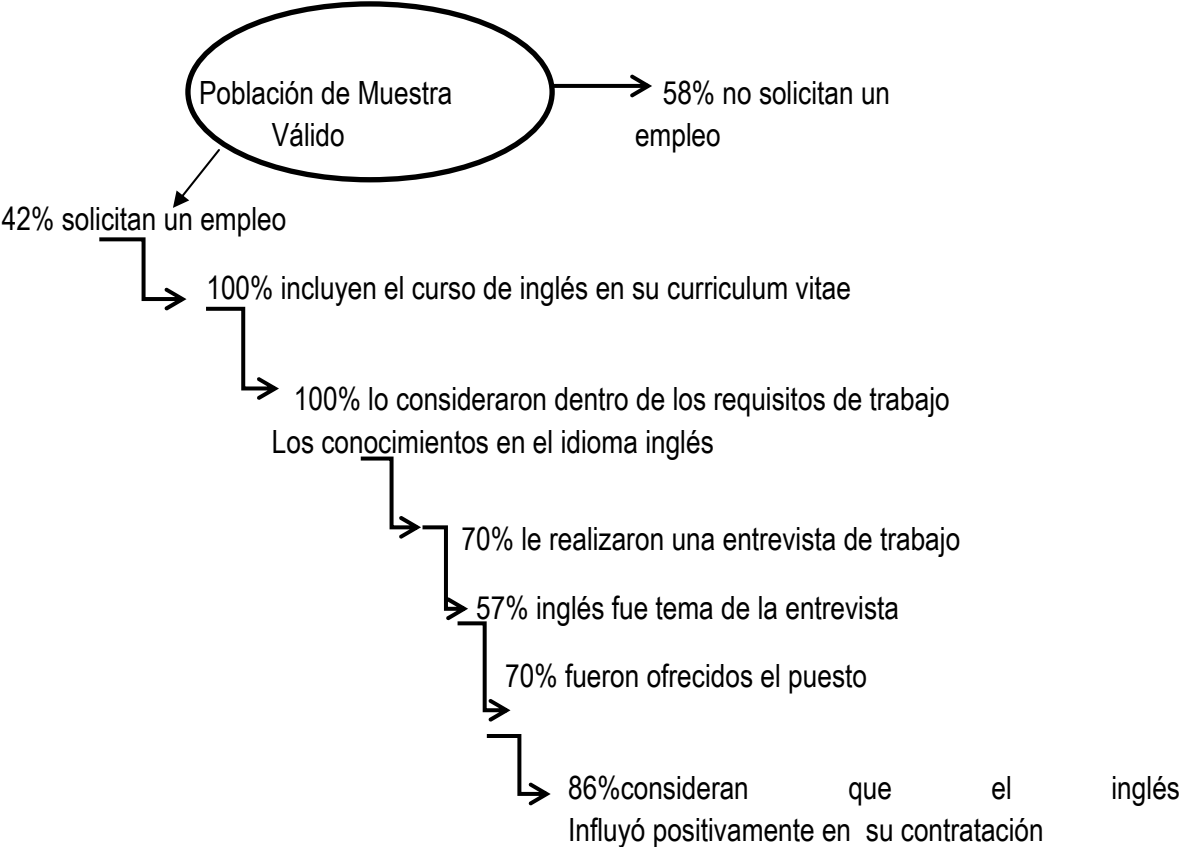 Población de Muestra
Válido
58% no solicitan un
empleo
42% solicitan un empleo
100% incluyen el curso de inglés en su curriculum vitae
100% lo consideraron dentro de los requisitos de trabajo
Los conocimientos en el idioma inglés
70% le realizaron una entrevista de trabajo
57% inglés fue tema de la entrevista
70% fueron ofrecidos el puesto
86%consideran que el inglés
Influyó positivamente en su contratación